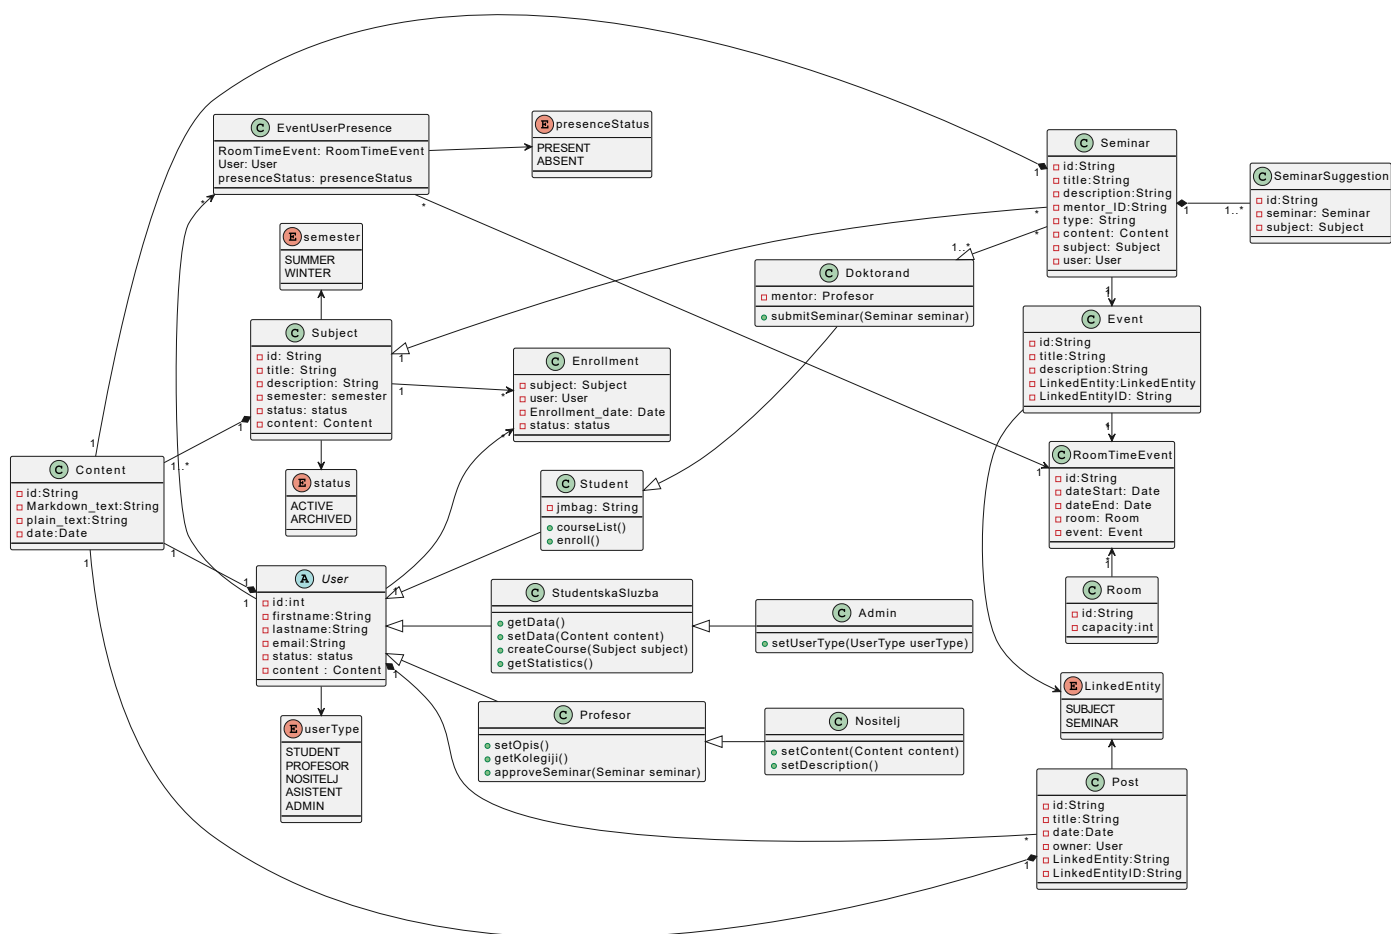 EventUserPresence
RoomTimeEvent: RoomTimeEvent
User: User
presenceStatus: presenceStatus
presenceStatus
PRESENT
ABSENT
Seminar
id:String
title:String
description:String
mentor_ID:String
type: String
content: Content
subject: Subject
user: User
SeminarSuggestion
id:String
seminar: Seminar
subject: Subject
semester
SUMMER
WINTER
Doktorand
mentor: Profesor
submitSeminar(Seminar seminar)
Subject
id: String
title: String
description: String
semester: semester
status: status
content: Content
Event
id:String
title:String
description:String
LinkedEntity:LinkedEntity
LinkedEntityID: String
Enrollment
subject: Subject
user: User
Enrollment_date: Date
status: status
Content
id:String
Markdown_text:String
plain_text:String
date:Date
status
ACTIVE
ARCHIVED
Student
jmbag: String
courseList()
enroll()
RoomTimeEvent
id:String
dateStart: Date
dateEnd: Date
room: Room
event: Event
User
id:int
firstname:String
lastname:String
email:String
status: status
content : Content
StudentskaSluzba
getData()
setData(Content content)
createCourse(Subject subject)
getStatistics()
Admin
setUserType(UserType userType)
Room
id:String
capacity:int
LinkedEntity
SUBJECT
SEMINAR
userType
STUDENT
PROFESOR
NOSITELJ
ASISTENT
ADMIN
Profesor
setOpis()
getKolegiji()
approveSeminar(Seminar seminar)
Nositelj
setContent(Content content)
setDescription()
Post
id:String
title:String
date:Date
owner: User
LinkedEntity:String
LinkedEntityID:String